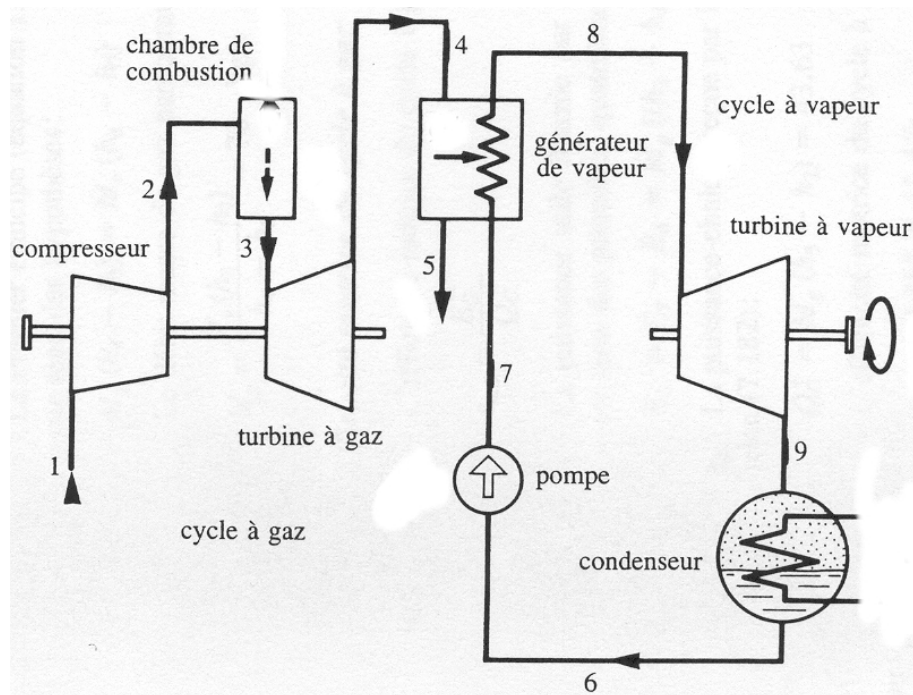 chambre de
combustion
4
8
cycle à vapeur
générateur
de vapeur
2
compresseur
3
turbine à vapeur
5
7
turbine à gaz
9
1
pompe
cycle à gaz
condenseur
6